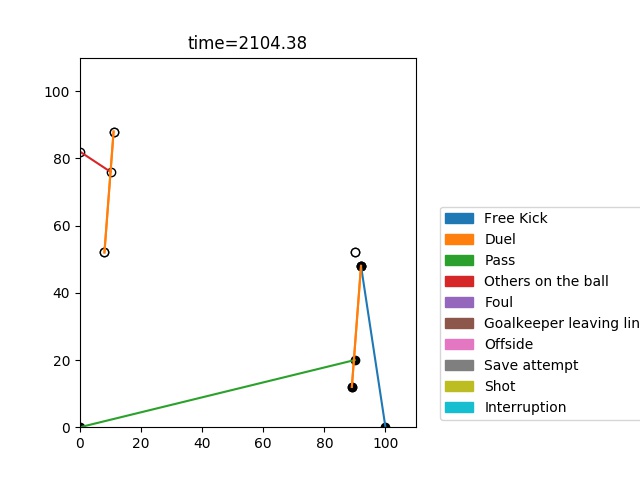 time=2104.38
100
80
60
40
20
0
0 20 40 60 80 100
Free Kick
Duel
Pass
Others on the ball
Foul
Goalkeeper leaving lin
Offside
Save attempt
Shot
Interruption